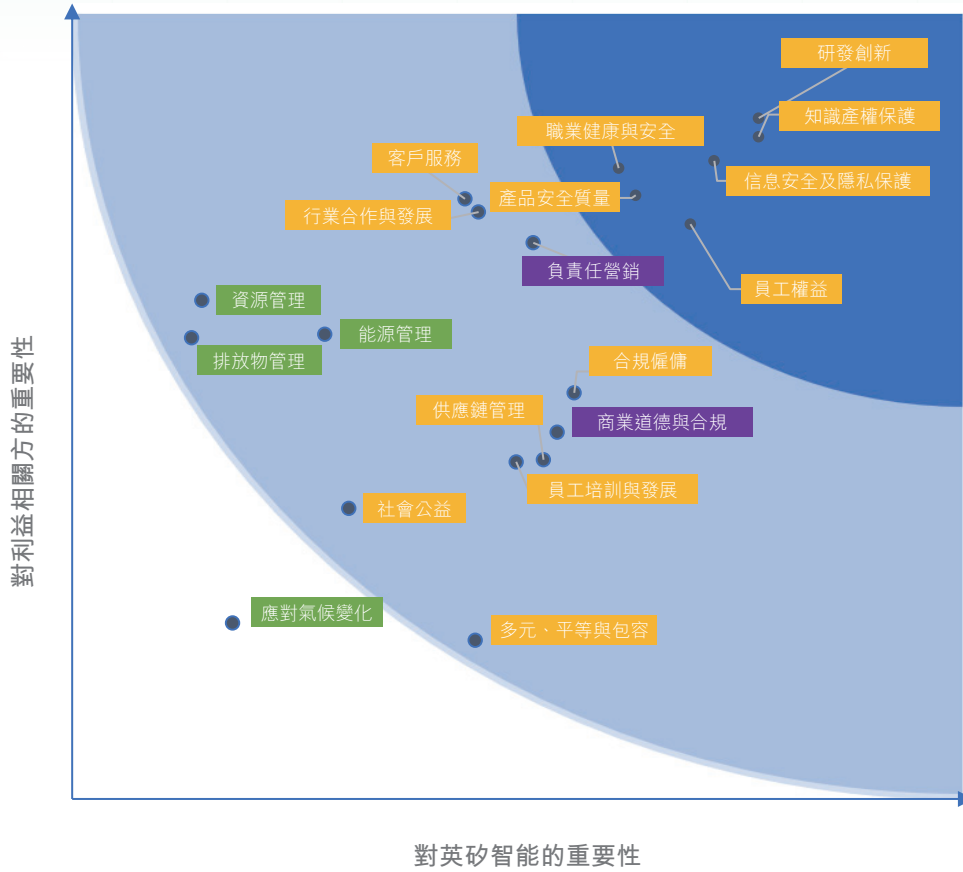 研發創新
知識產權保護
職業健康與安全
客戶服務
信息安全及隱私保護
產品安全質量
行業合作與發展
負責任營銷
員工權益
資源管理
能源管理
排放物管理
合規僱傭
供應鏈管理
商業道德與合規
員工培訓與發展
社會公益
應對氣候變化
多元、平等與包容
對利益相關方的重要性
對英矽智能的重要性